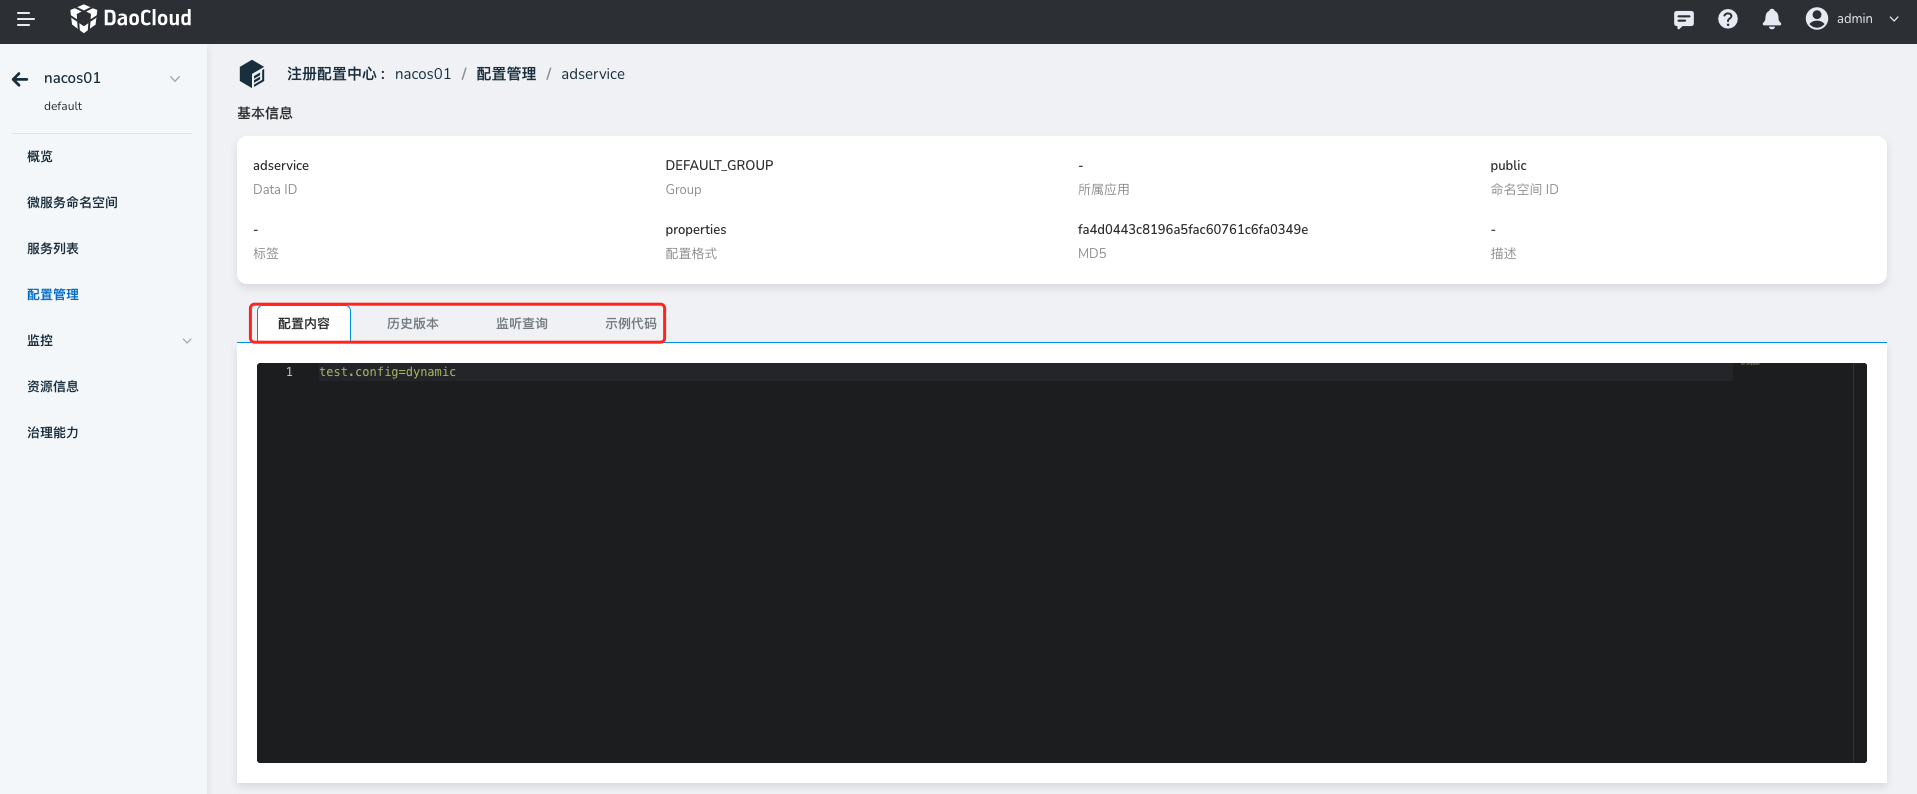 DaoCloud
admin
nacos01
default
概览
微服务命名空间
服务列表
配置管理
监控
资源信息
治理能力
注册配置中心 : nacos01 / 配置管理 / adservice
基本信息
adservice DEFAULT_GROUP - public
Data ID Group 所属应用 命名空间 ID
- properties fa4d0443c8196a5fac60761c6fa0349e -
标签 配置格式 MD5 描述
配置内容 历史版本 监听查询 示例代码
1 test.config=dynamic